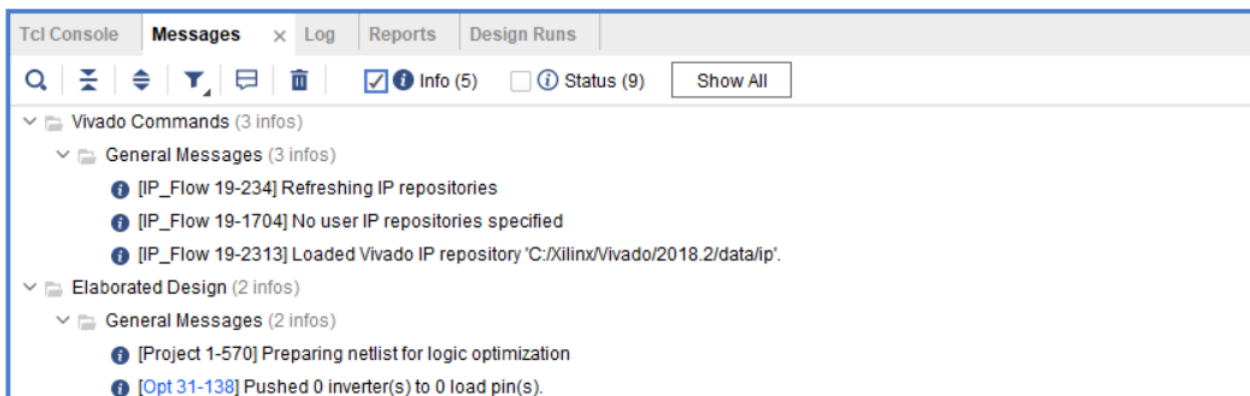 Tcl Console Messages × Log Reports Design Runs
Info (5) Status (9) Show All
Vivado Commands (3 infos)
General Messages (3 infos)
[IP_Flow 19-234] Refreshing IP repositories
[IP_Flow 19-1704] No user IP repositories specified
[IP_Flow 19-2313] Loaded Vivado IP repository 'C:/Xilinx/Vivado/2018.2/data/ip'.
Elaborated Design (2 infos)
General Messages (2 infos)
[Project 1-570] Preparing netlist for logic optimization
[Opt 31-138] Pushed 0 inverter(s) to 0 load pin(s).